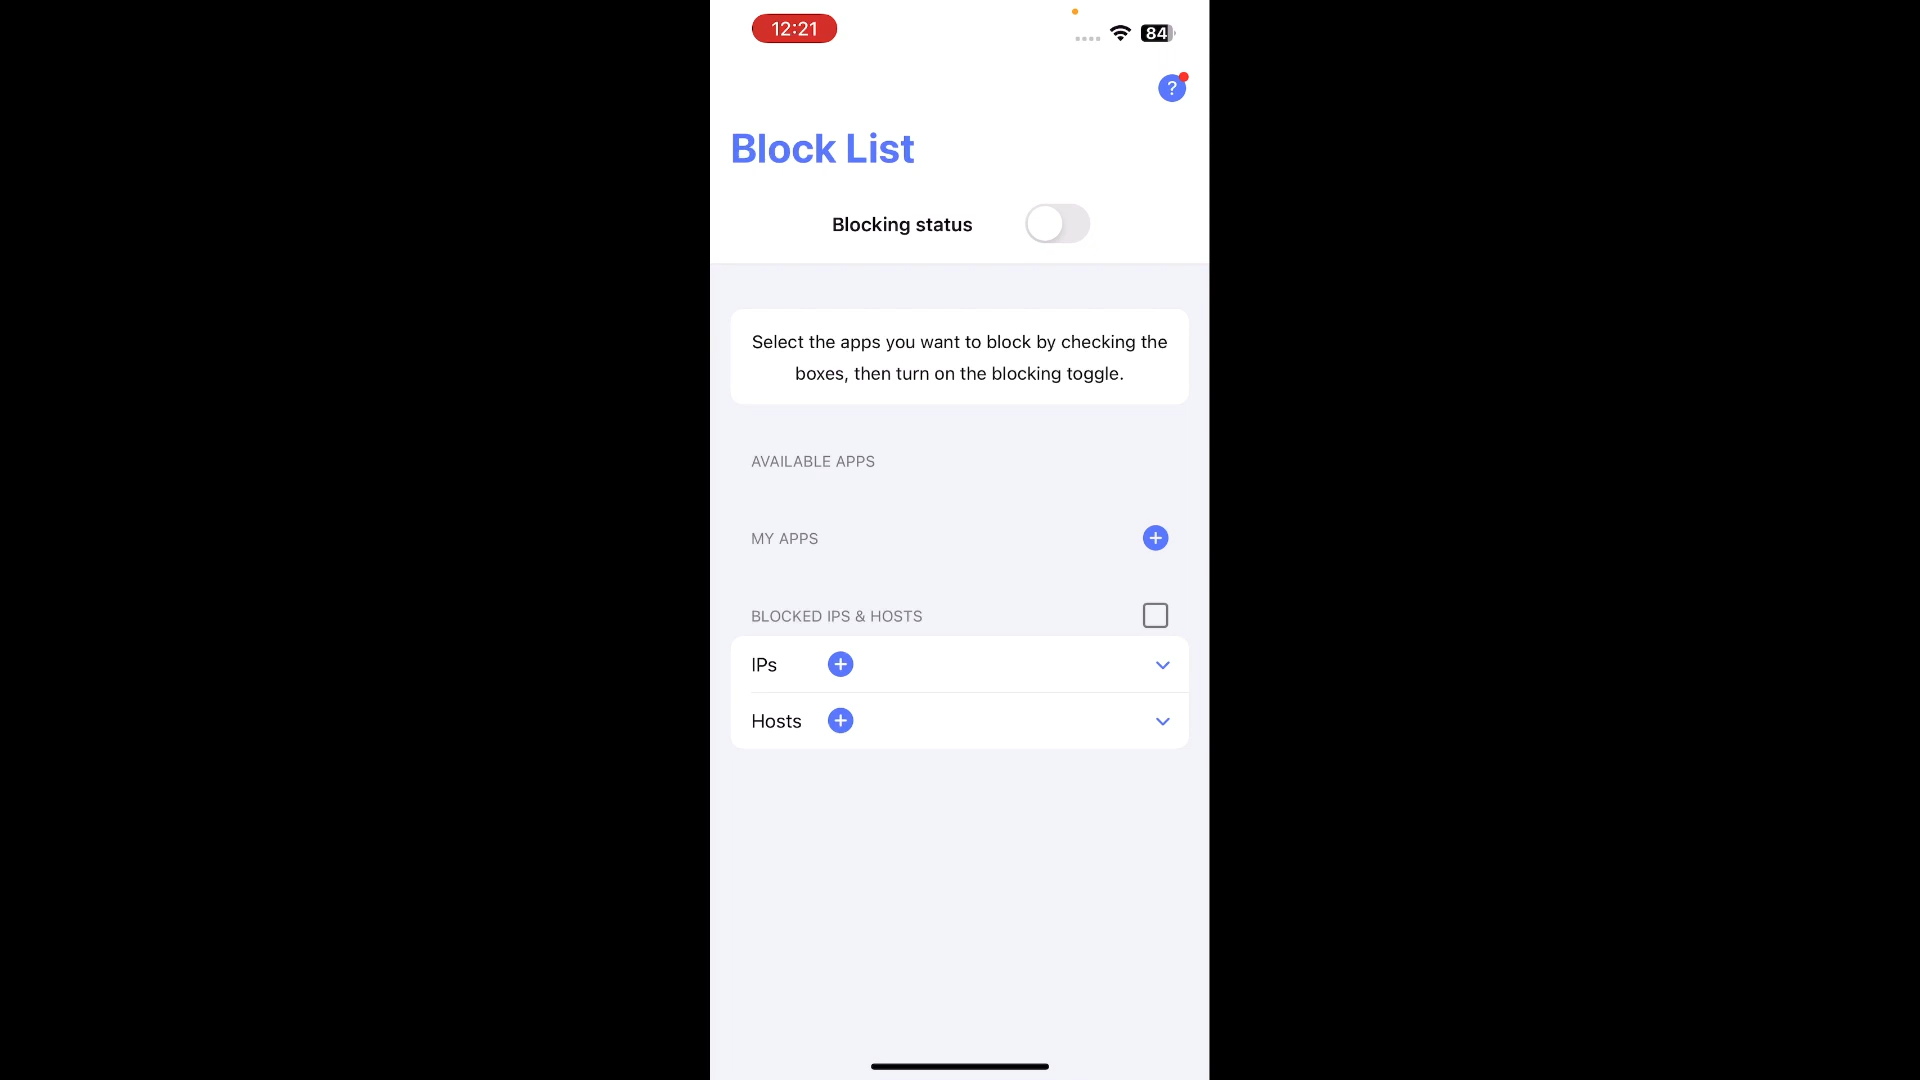 12:21
84
?
Block List
Blocking status
Select the apps you want to block by checking the
boxes, then turn on the blocking toggle.
AVAILABLE APPS
MY APPS
BLOCKED IPS & HOSTS
IPs
Hosts